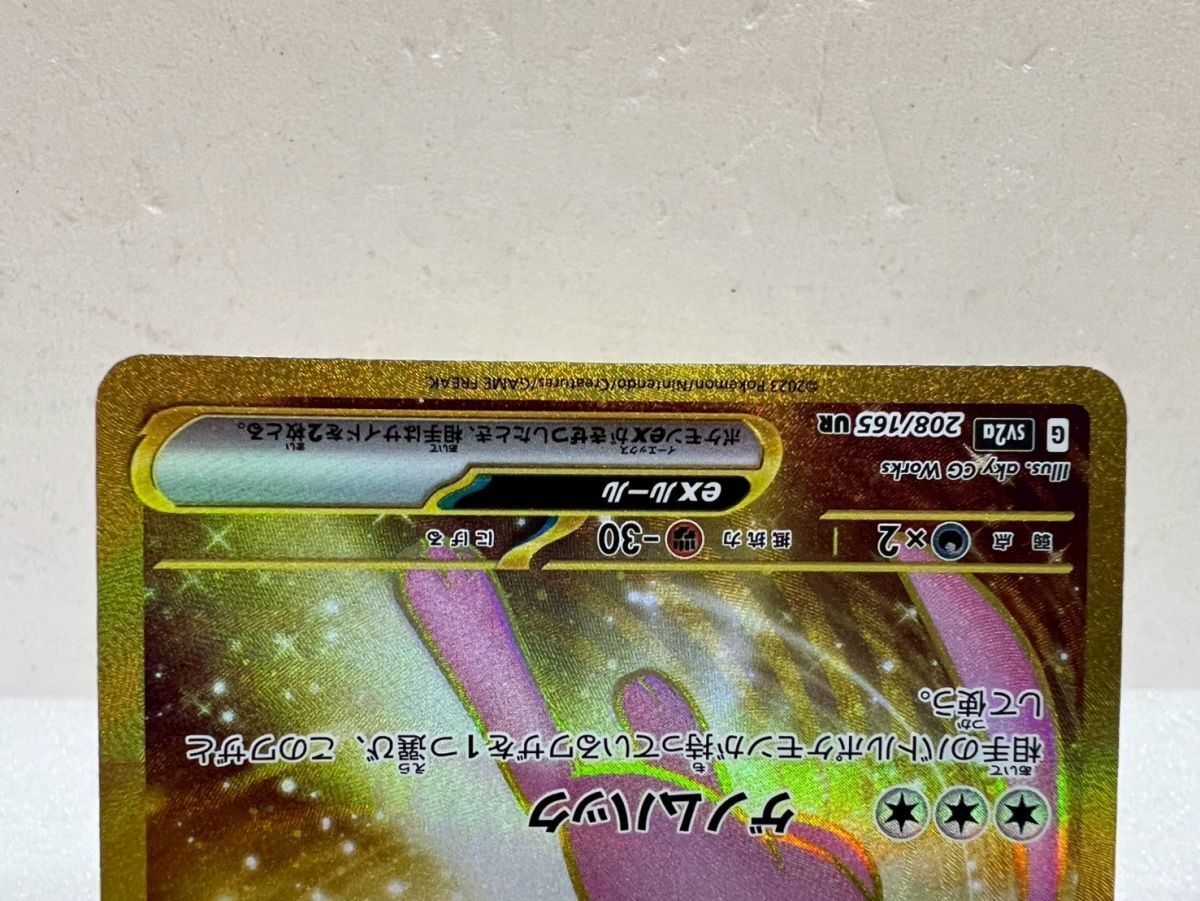 ゲノムハック
相手のバトルポケモンが持っているワザを1つ選び、このワザと
して使う。
弱点 ×2 抵抗力 -30 にげる
Illus. aky CG Works
G sv2a 208/165 UR
exルール
ポケモンexがきぜつしたとき、相手はサイドを2枚とる。
©2023 Pokémon/Nintendo/Creatures/GAME FREAK.